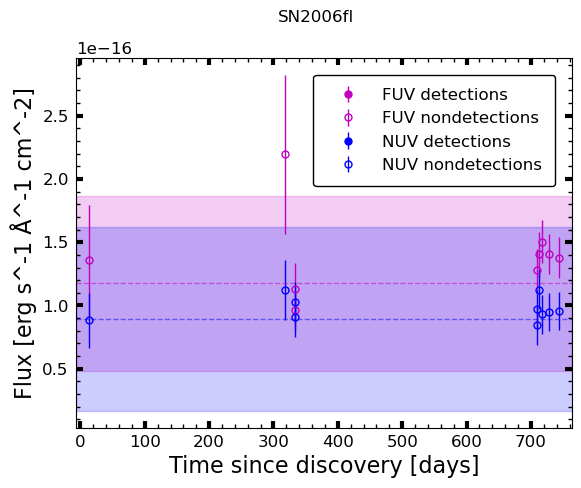 SN2006fl
1e−16
FUV detections
FUV nondetections
NUV detections
NUV nondetections
2.5
2.0
1.5
1.0
0.5
Flux [erg s^-1 Å^-1 cm^-2]
0 100 200 300 400 500 600 700
Time since discovery [days]